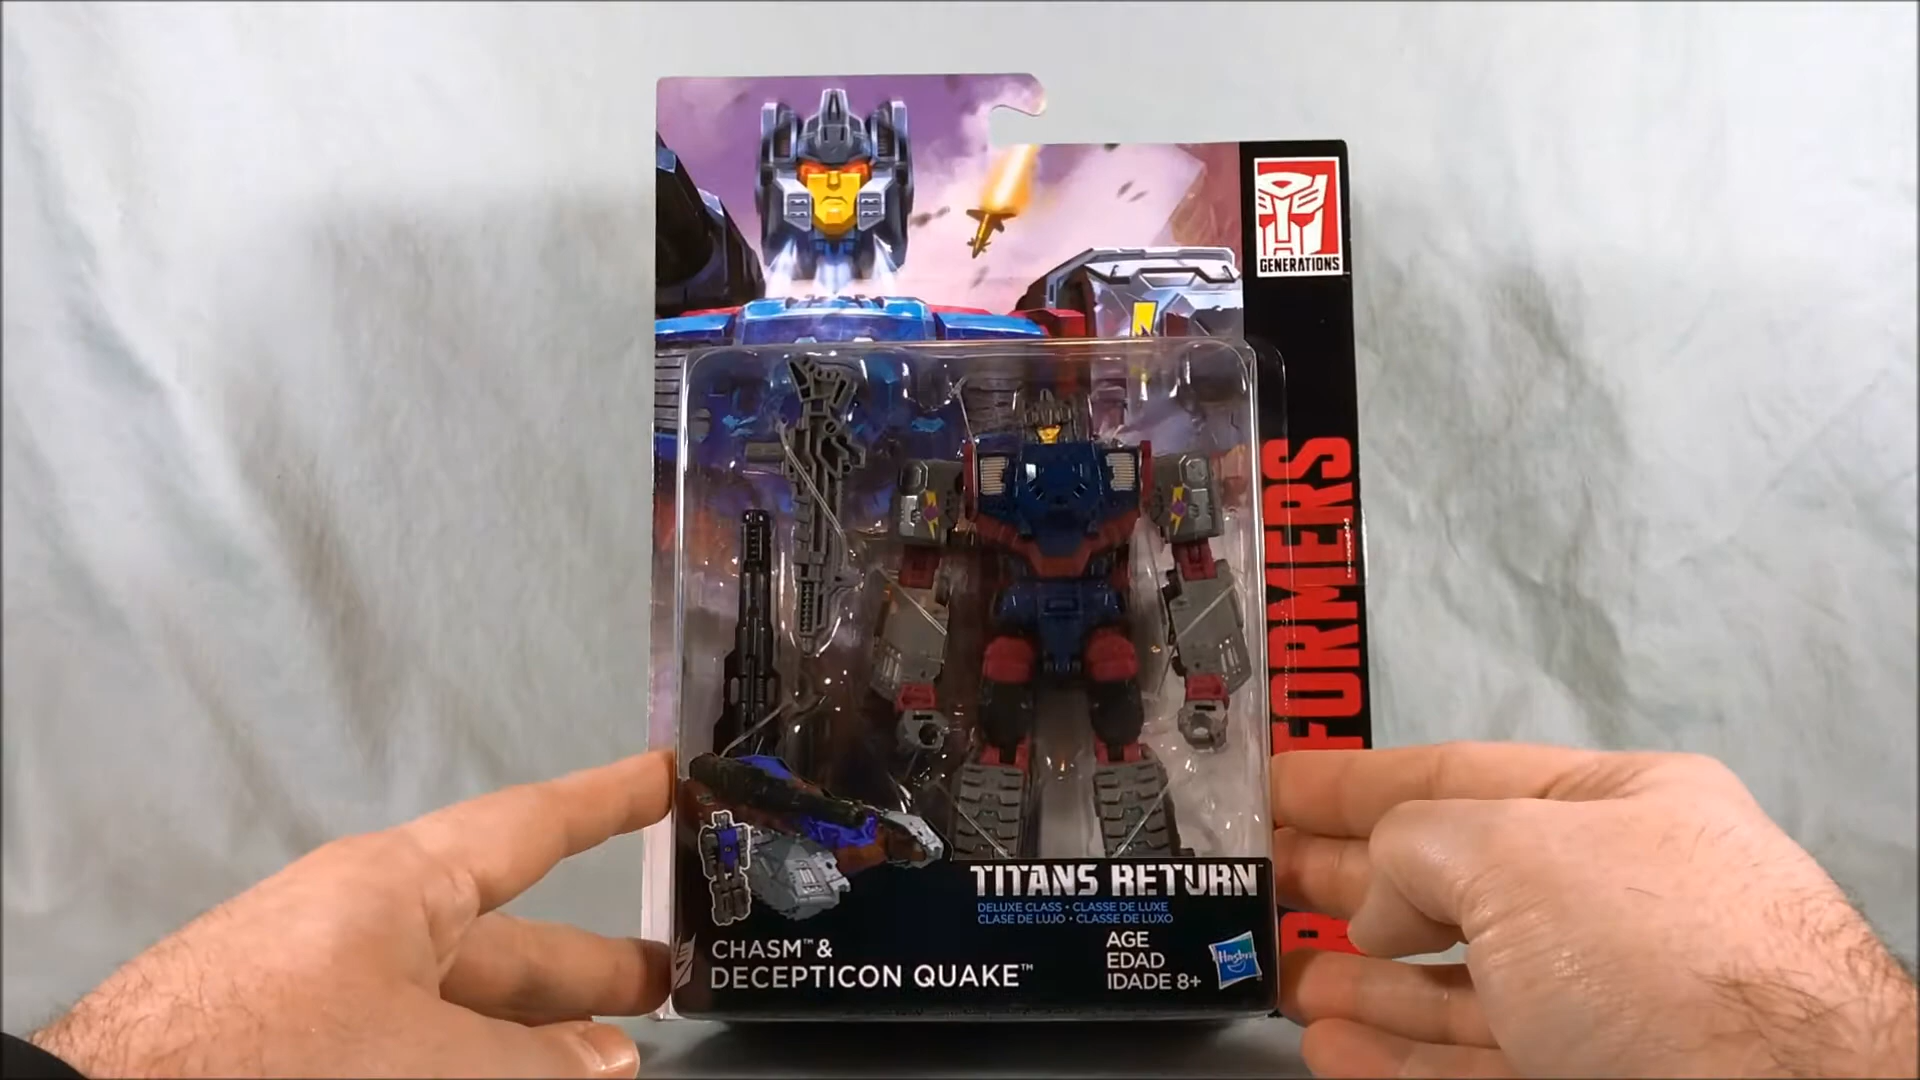 GENERATIONS
FORMERS
TITANS RETURN
DELUXE CLASS • CLASSE DE LUXE
CLASE DE LUJO • CLASSE DE LUXO
CHASM™ &
DECEPTICON QUAKE™
AGE
EDAD
IDADE 8+
Hasbro